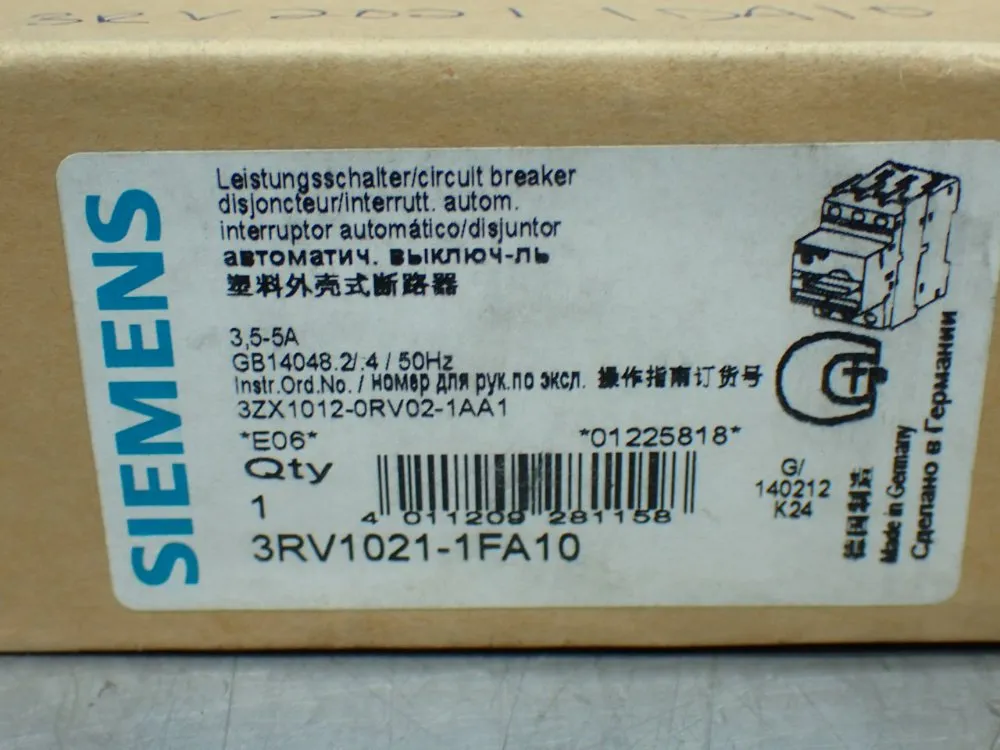 SIEMENS
Leistungsschalter/circuit breaker
disjoncteur/interrutt. autom.
interruptor automático/disjuntor
автоматич. выключ-ль
塑料外壳式断路器
3,5-5A
GB14048.2/.4 / 50Hz
Instr.Ord.No. / номер для рук.по экспл. 操作指南订货号
3ZX1012-0RV02-1AA1
*E06* *01225818*
Qty
1
4 011209 281158
3RV1021-1FA10
G/
140212
K24
德国制造
Made in Germany
Сделано в Германии